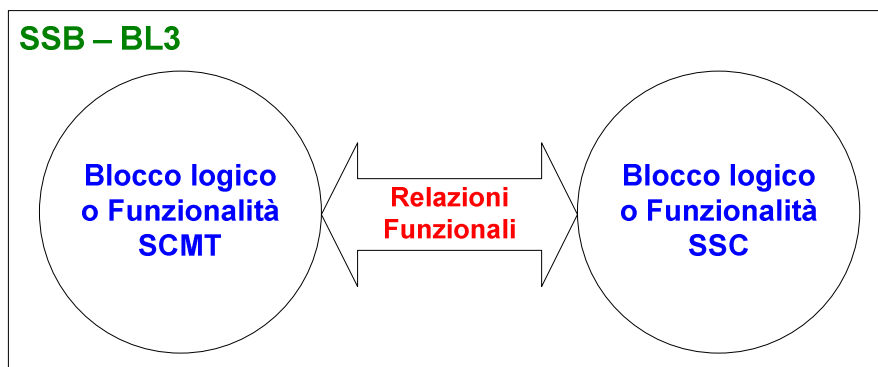 SSB – BL3
Blocco logico
o Funzionalità
SCMT
Relazioni
Funzionali
Blocco logico
o Funzionalità
SSC